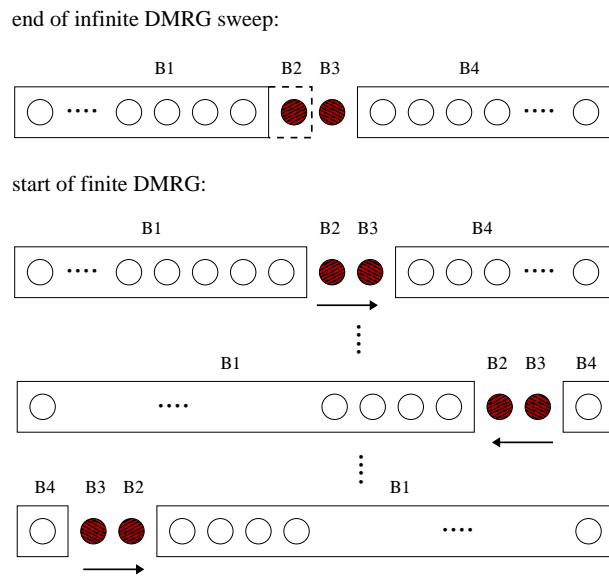 end of infinite DMRG sweep:
B1 B2 B3 B4
start of finite DMRG:
B1 B2 B3 B4
B1 B2 B3 B4
B4 B3 B2 B1